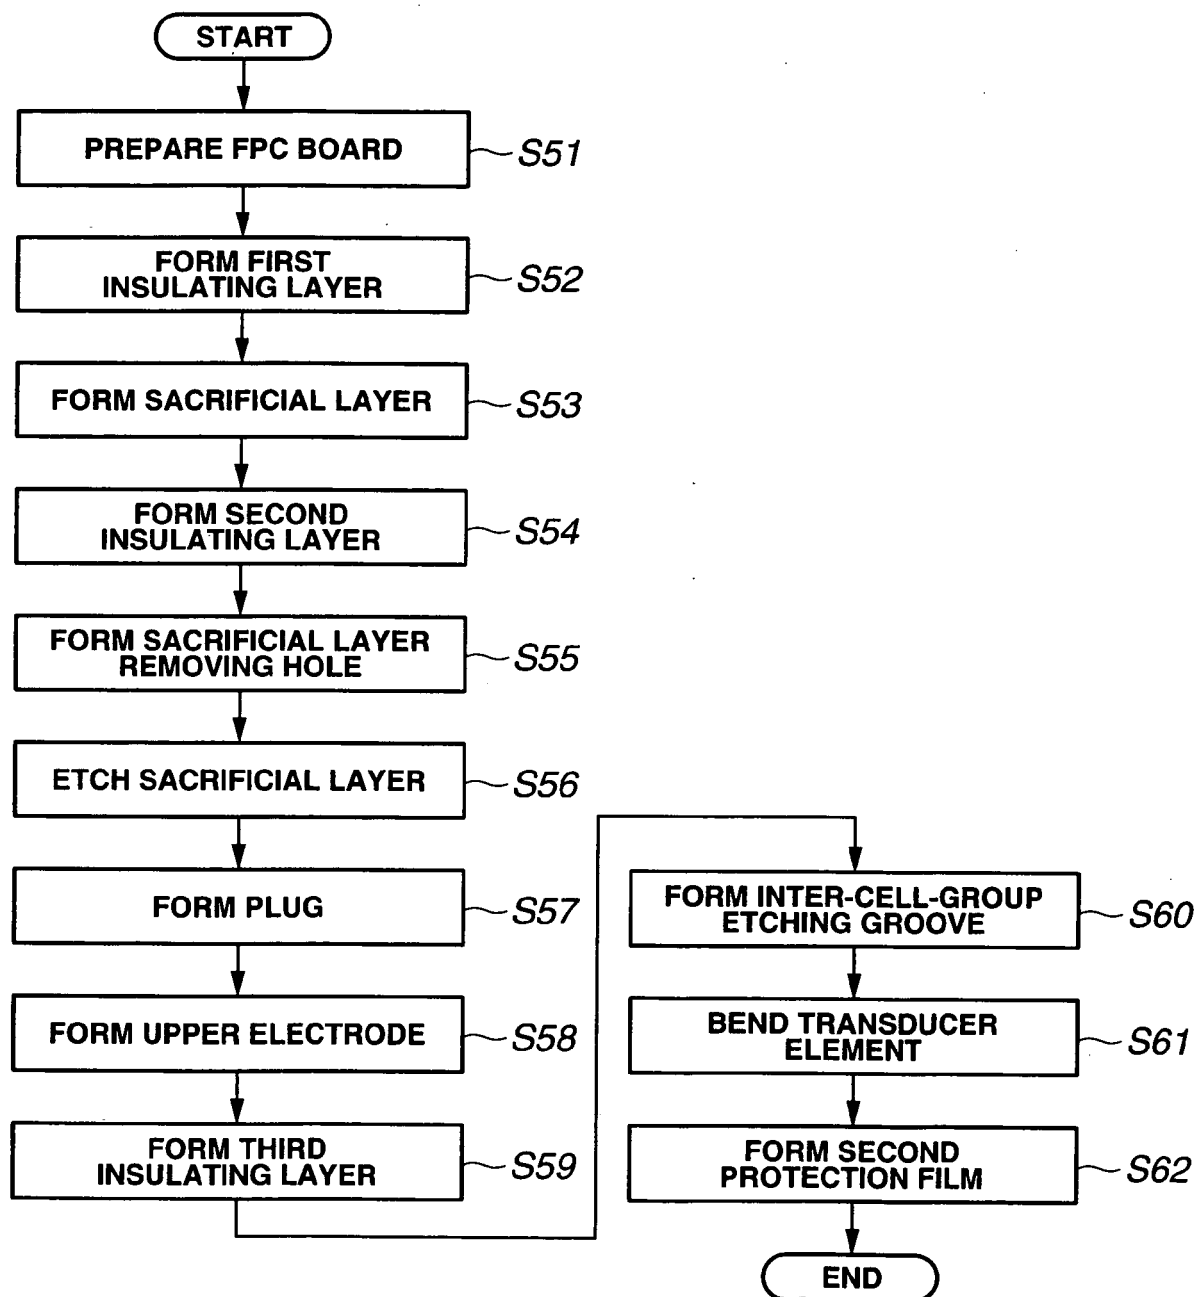 START
PREPARE FPC BOARD
S51
FORM FIRST
INSULATING LAYER
S52
FORM SACRIFICIAL LAYER
S53
FORM SECOND
INSULATING LAYER
S54
FORM SACRIFICIAL LAYER
REMOVING HOLE
S55
ETCH SACRIFICIAL LAYER
S56
FORM PLUG
S57
FORM UPPER ELECTRODE
S58
FORM THIRD
INSULATING LAYER
S59
FORM INTER-CELL-GROUP
ETCHING GROOVE
S60
BEND TRANSDUCER
ELEMENT
S61
FORM SECOND
PROTECTION FILM
S62
END